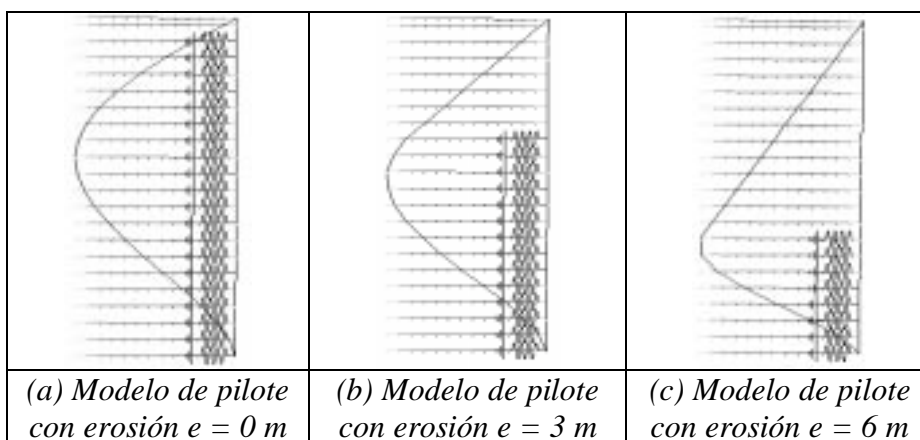 (a) Modelo de pilote
con erosión e = 0 m
(b) Modelo de pilote
con erosión e = 3 m
(c) Modelo de pilote
con erosión e = 6 m